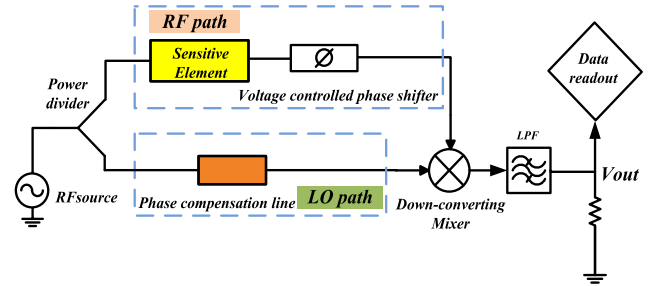 RF path
Sensitive
Element
Ø
Voltage controlled phase shifter
Power
divider
RFsource
Phase compensation line
LO path
Down-converting
Mixer
LPF
Data
readout
Vout